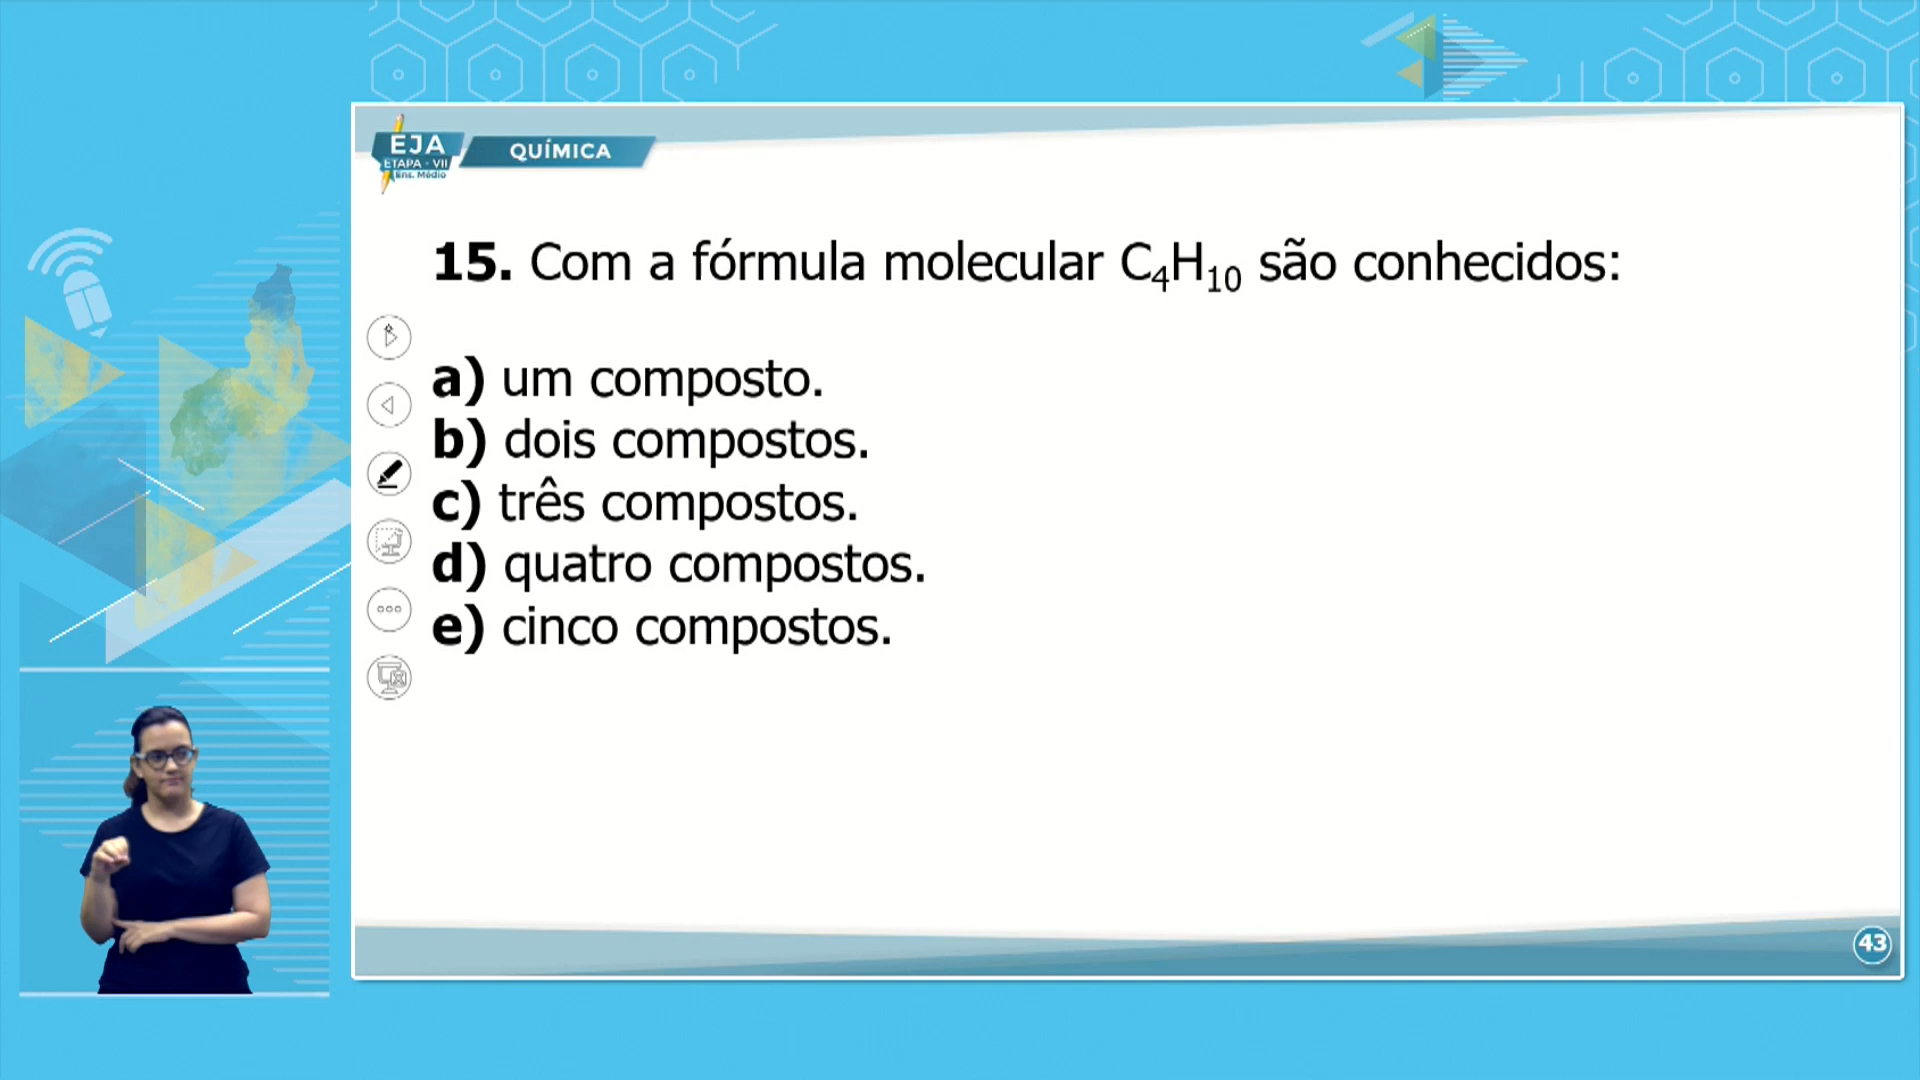 EJA
ETAPA - VII
Ens. Médio
QUÍMICA
15. Com a fórmula molecular C₄H₁₀ são conhecidos:
a) um composto.
b) dois compostos.
c) três compostos.
d) quatro compostos.
e) cinco compostos.
43